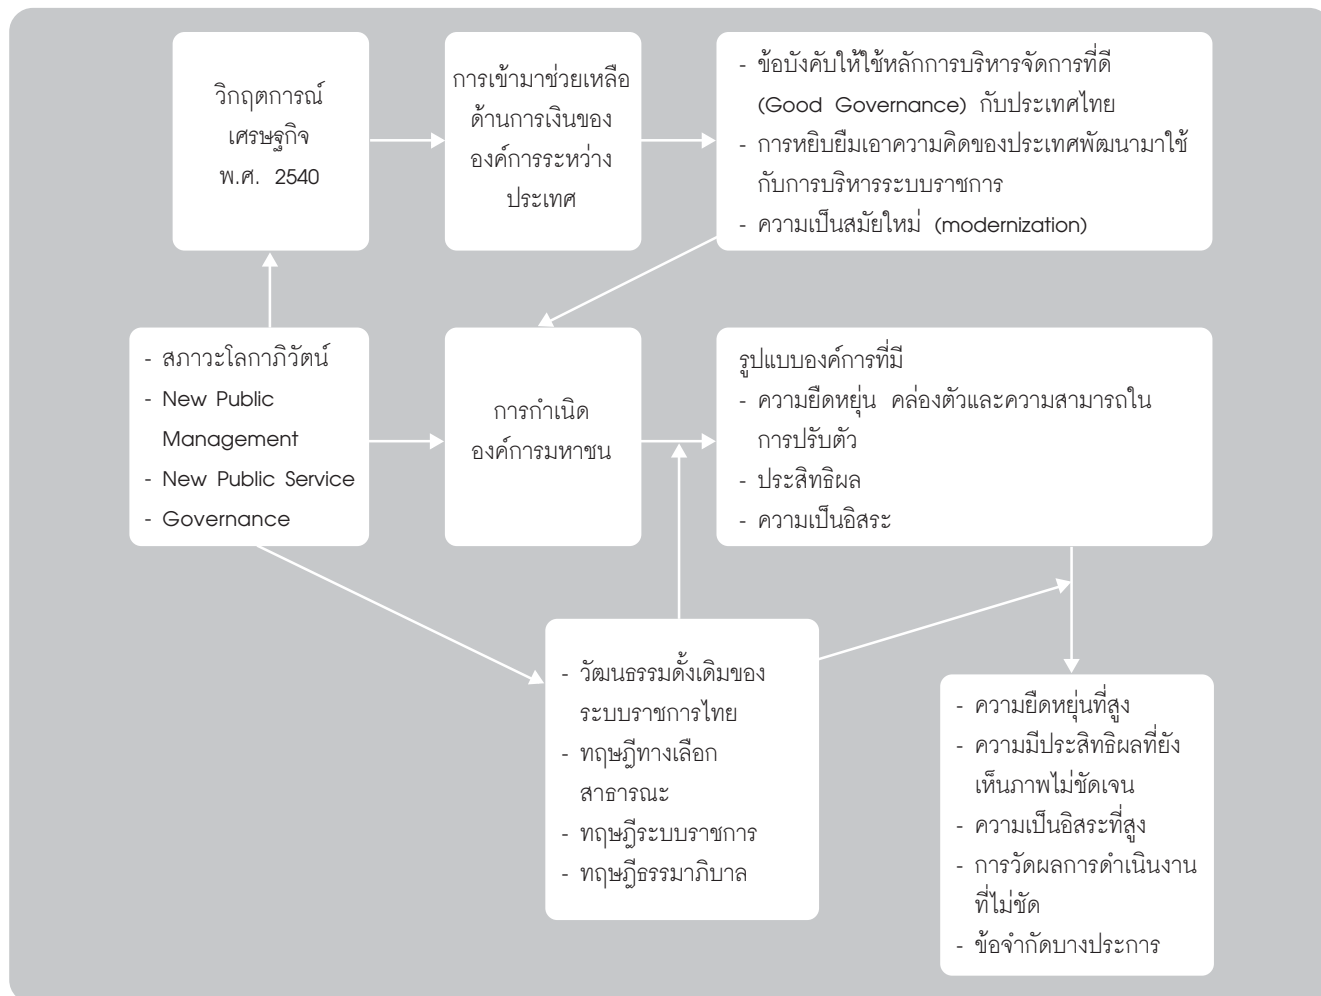 วิกฤตการณ์
เศรษฐกิจ
พ.ศ. 2540
การเข้ามาช่วยเหลือ
ด้านการเงินของ
องค์การระหว่าง
ประเทศ
- ข้อบังคับให้ใช้หลักการบริหารจัดการที่ดี
(Good Governance) กับประเทศไทย
- การหยิบยืมเอาความคิดของประเทศพัฒนามาใช้
กับการบริหารระบบราชการ
- ความเป็นสมัยใหม่ (modernization)
- สภาวะโลกาภิวัตน์
- New Public
Management
- New Public Service
- Governance
การกำเนิด
องค์การมหาชน
รูปแบบองค์การที่มี
- ความยืดหยุ่น คล่องตัวและความสามารถใน
การปรับตัว
- ประสิทธิผล
- ความเป็นอิสระ
- วัฒนธรรมดั้งเดิมของ
ระบบราชการไทย
- ทฤษฎีทางเลือก
สาธารณะ
- ทฤษฎีระบบราชการ
- ทฤษฎีธรรมาภิบาล
- ความยืดหยุ่นที่สูง
- ความมีประสิทธิผลที่ยัง
เห็นภาพไม่ชัดเจน
- ความเป็นอิสระที่สูง
- การวัดผลการดำเนินงาน
ที่ไม่ชัด
- ข้อจำกัดบางประการ